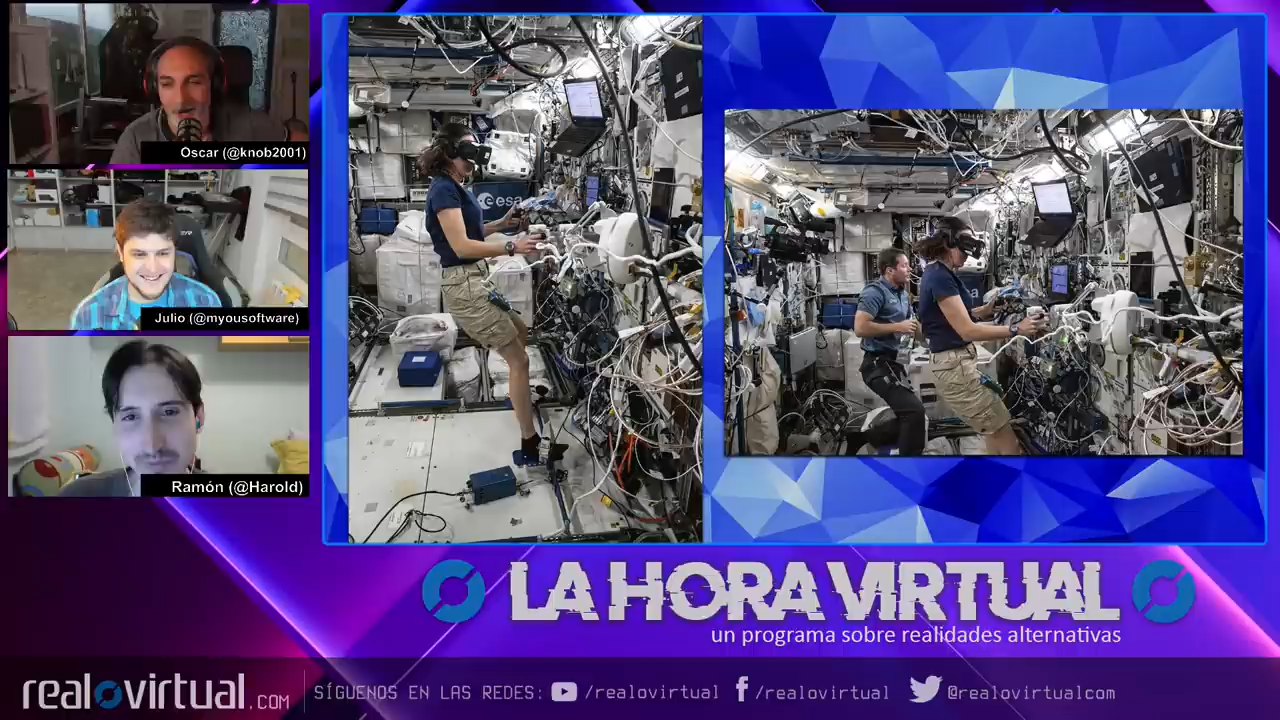 Oscar (@knob2001)
Julio (@myousoftware)
Ramón (@Harold)
esa
LA HORA VIRTUAL
un programa sobre realidades alternativas
realovirtual.com
SÍGUENOS EN LAS REDES: /realovirtual /realovirtual @realovirtualcom